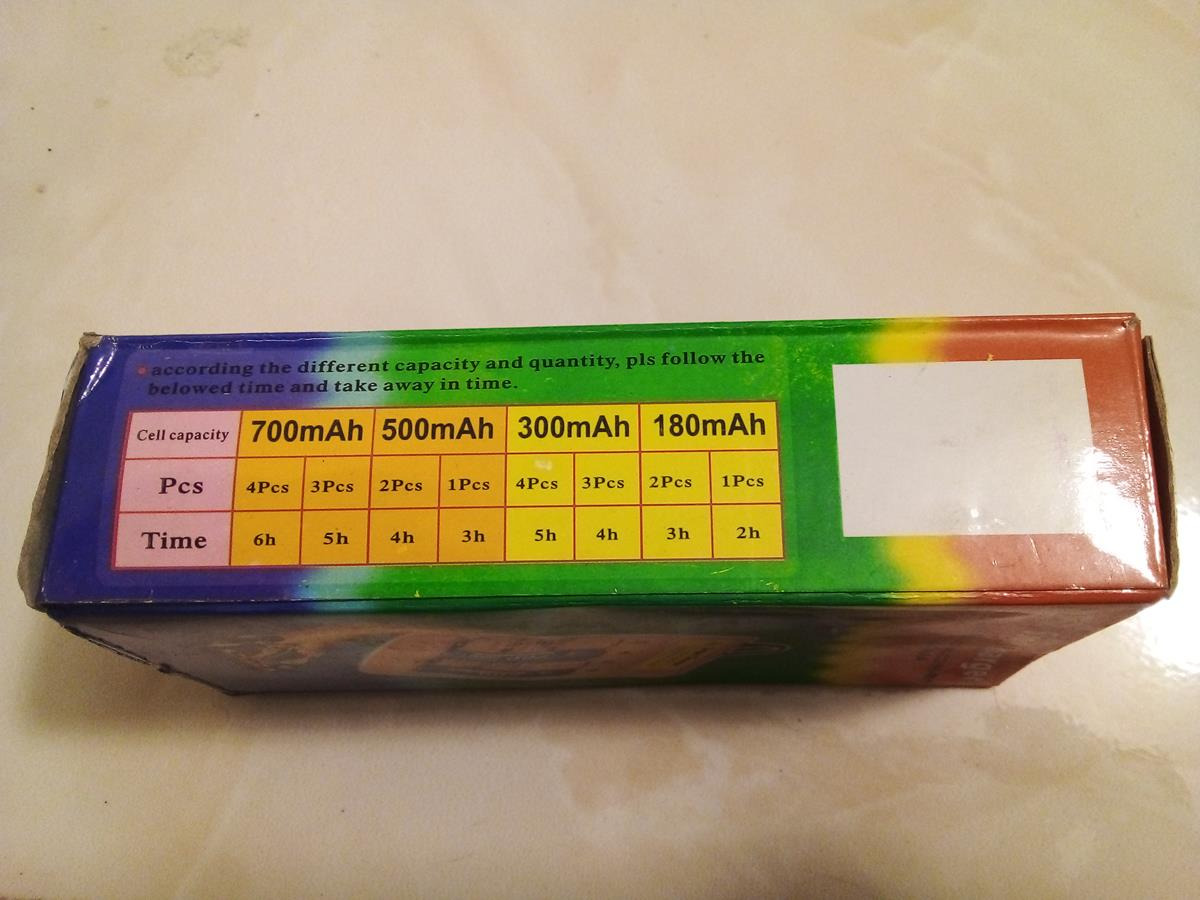 according the different capacity and quantity, pls follow the
belowed time and take away in time.
Cell capacity 700mAh 500mAh 300mAh 180mAh
Pcs 4Pcs 3Pcs 2Pcs 1Pcs 4Pcs 3Pcs 2Pcs 1Pcs
Time 6h 5h 4h 3h 5h 4h 3h 2h